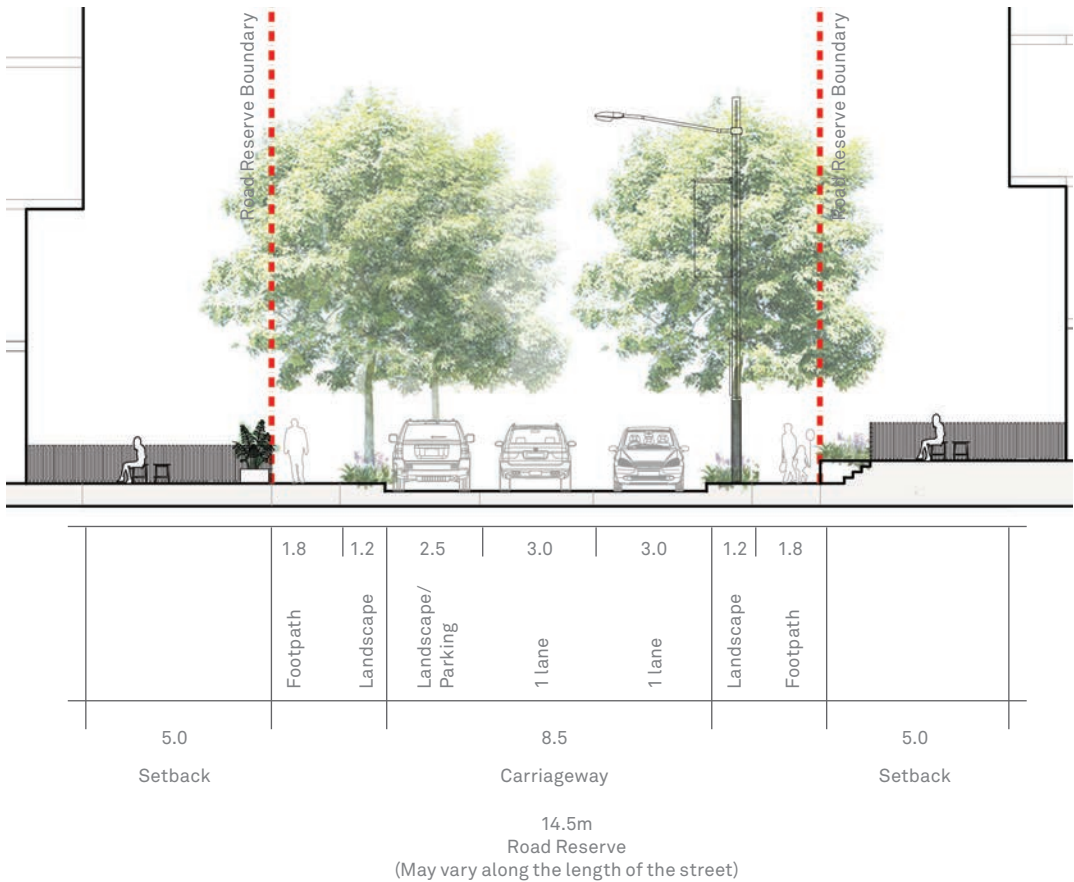 Road Reserve Boundary
Road Reserve Boundary
1.8
1.2
2.5
3.0
3.0
1.2
1.8
Footpath
Landscape
Landscape/
Parking
1 lane
1 lane
Landscape
Footpath
5.0
8.5
5.0
Setback
Carriageway
Setback
14.5m
Road Reserve
(May vary along the length of the street)